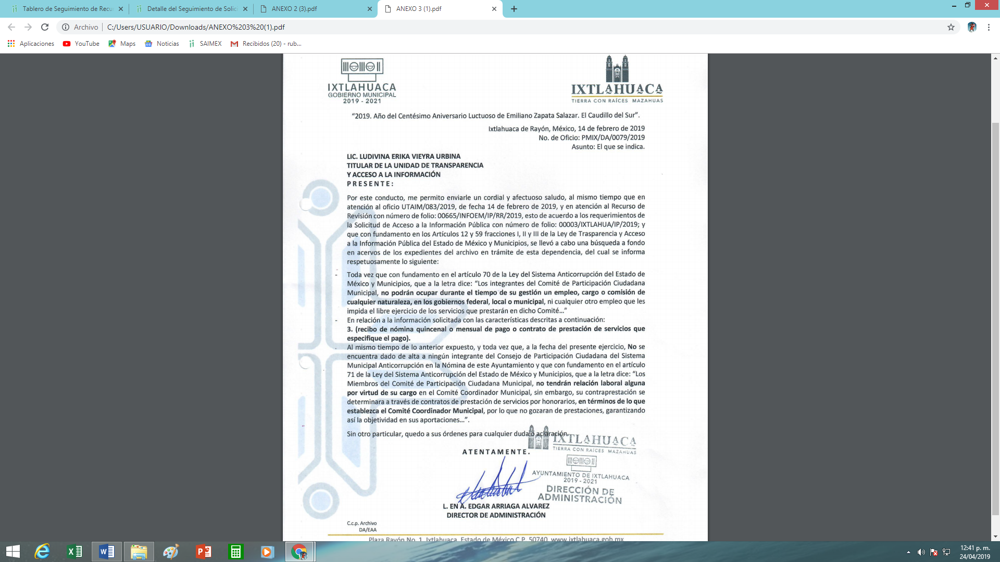 Tablero de Seguimiento de Recu
Detalle del Seguimiento de Solici
ANEXO 2 (3).pdf
ANEXO 3 (1).pdf
Archivo
C:/Users/USUARIO/Downloads/ANEXO%203%20(1).pdf
Aplicaciones
YouTube
Maps
Noticias
SAIMEX
Recibidos (20) - rub...
IXTLAHUACA
GOBIERNO MUNICIPAL
2019 - 2021
IXTLAHUACA
TIERRA CON RAÍCES MAZAHUAS
“2019. Año del Centésimo Aniversario Luctuoso de Emiliano Zapata Salazar. El Caudillo del Sur”.
Ixtlahuaca de Rayón, México, 14 de febrero de 2019
No. de Oficio: PMIX/DA/0079/2019
Asunto: El que se indica.
LIC. LUDIVINA ERIKA VIEYRA URBINA
TITULAR DE LA UNIDAD DE TRANSPARENCIA
Y ACCESO A LA INFORMACIÓN
P R E S E N T E :
Por este conducto, me permito enviarle un cordial y afectuoso saludo, al mismo tiempo que en
atención al oficio UTAIM/083/2019, de fecha 14 de febrero de 2019, y en atención al Recurso de
Revisión con número de folio: 00665/INFOEM/IP/RR/2019, esto de acuerdo a los requerimientos de
la Solicitud de Acceso a la Información Pública con número de folio: 00003/IXTLAHUA/IP/2019; y
que con fundamento en los Artículos 12 y 59 fracciones I, II y III de la Ley de Trasparencia y Acceso
a la Información Pública del Estado de México y Municipios, se llevó a cabo una búsqueda a fondo
en acervos de los expedientes del archivo en trámite de esta dependencia, del cual se informa
respetuosamente lo siguiente:
- Toda vez que con fundamento en el artículo 70 de la Ley del Sistema Anticorrupción del Estado de
México y Municipios, que a la letra dice: “Los integrantes del Comité de Participación Ciudadana
Municipal, no podrán ocupar durante el tiempo de su gestión un empleo, cargo o comisión de
cualquier naturaleza, en los gobiernos federal, local o municipal, ni cualquier otro empleo que les
impida el libre ejercicio de los servicios que prestarán en dicho Comité...”
- En relación a la información solicitada con las características descritas a continuación:
3. (recibo de nómina quincenal o mensual de pago o contrato de prestación de servicios que
especifique el pago).
Al mismo tiempo de lo anterior expuesto, y toda vez que, a la fecha del presente ejercicio, No se
encuentra dado de alta a ningún integrante del Consejo de Participación Ciudadana del Sistema
Municipal Anticorrupción en la Nómina de este Ayuntamiento y que con fundamento en el artículo
71 de la Ley del Sistema Anticorrupción del Estado de México y Municipios, que a la letra dice: “Los
Miembros del Comité de Participación Ciudadana Municipal, no tendrán relación laboral alguna
por virtud de su cargo en el Comité Coordinador Municipal, sin embargo, su contraprestación se
determinara a través de contratos de prestación de servicios por honorarios, en términos de lo que
establezca el Comité Coordinador Municipal, por lo que no gozaran de prestaciones, garantizando
así la objetividad en sus aportaciones...”.
Sin otro particular, quedo a sus órdenes para cualquier duda o aclaración.
IXTLAHUACA
TIERRA CON RAÍCES MAZAHUAS
A T E N T A M E N T E .
AYUNTAMIENTO DE IXTLAHUACA
2019 - 2021
DIRECCIÓN DE
ADMINISTRACIÓN
L. EN A. EDGAR ARRIAGA ALVAREZ
DIRECTOR DE ADMINISTRACIÓN
C.c.p. Archivo
DA/EAA
Plaza Rayón No. 1, Ixtlahuaca, Estado de México C.P. 50740, www.ixtlahuaca.gob.mx
12:41 p. m.
24/04/2019